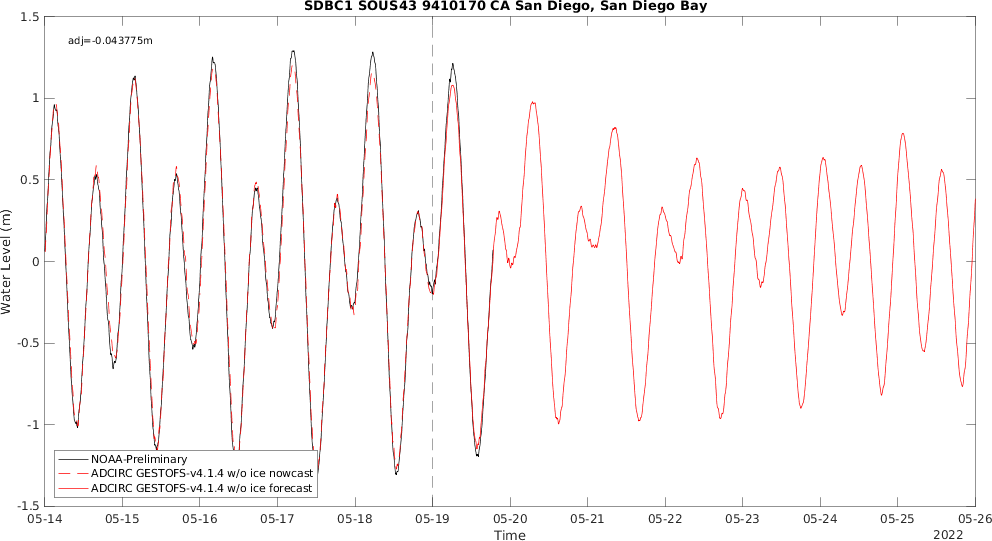 SDBC1 SOUS43 9410170 CA San Diego, San Diego Bay
adj=-0.043775m
Water Level (m)
1.5
1
0.5
0
-0.5
-1
-1.5
NOAA-Preliminary
ADCIRC GESTOFS-v4.1.4 w/o ice nowcast
ADCIRC GESTOFS-v4.1.4 w/o ice forecast
05-14 05-15 05-16 05-17 05-18 05-19 05-20 05-21 05-22 05-23 05-24 05-25 05-26
Time
2022